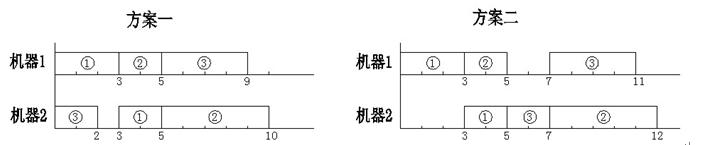 方案一
机器1 ① ② ③
3 5 9
机器2 ③ ① ②
2 3 5 10
方案二
机器1 ① ② ③
3 5 7 11
机器2 ① ③ ②
3 5 7 12